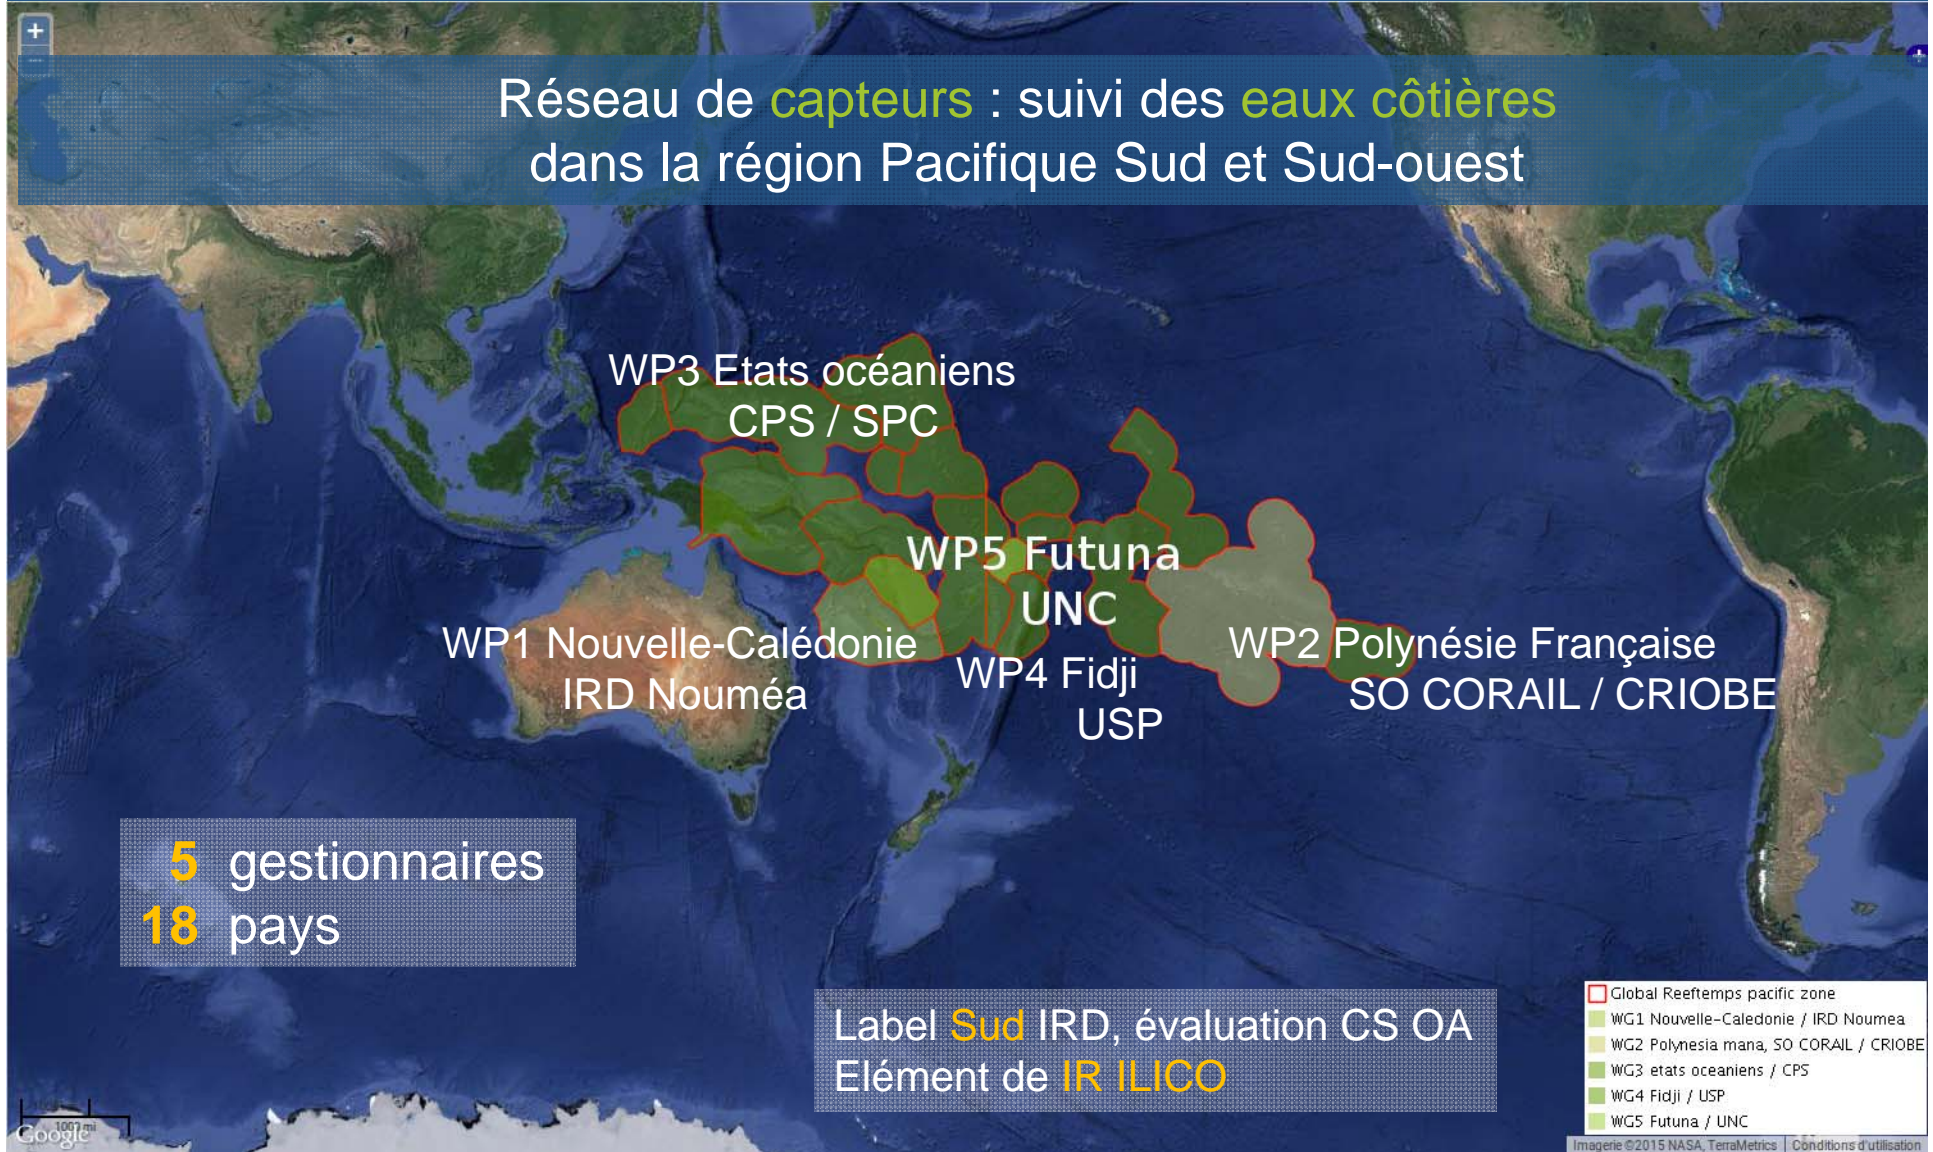 +
Réseau de capteurs : suivi des eaux côtières
dans la région Pacifique Sud et Sud-ouest
WP3 Etats océaniens
CPS / SPC
WP5 Futuna
UNC
WP1 Nouvelle-Calédonie
IRD Nouméa
WP4 Fidji
USP
WP2 Polynésie Française
SO CORAIL / CRIOBE
5 gestionnaires
18 pays
Label Sud IRD, évaluation CS OA
Elément de IR ILICO
Global Reeftemps pacific zone
WG1 Nouvelle-Caledonie / IRD Noumea
WG2 Polynesia mana, SO CORAIL / CRIOBE
WG3 etats oceaniens / CPS
WG4 Fidji / USP
WG5 Futuna / UNC
Google
Imagerie ©2015 NASA, TerraMetrics
Conditions d'utilisation